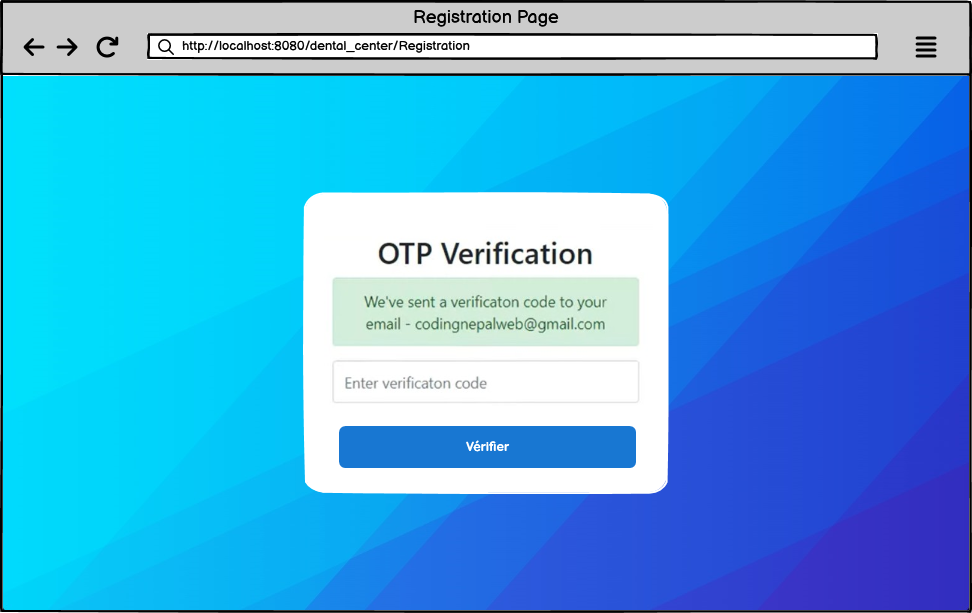 Registration Page
http://localhost:8080/dental_center/Registration
OTP Verification
We've sent a verificaton code to your
email - codingnepalweb@gmail.com
Enter verificaton code
Vérifier